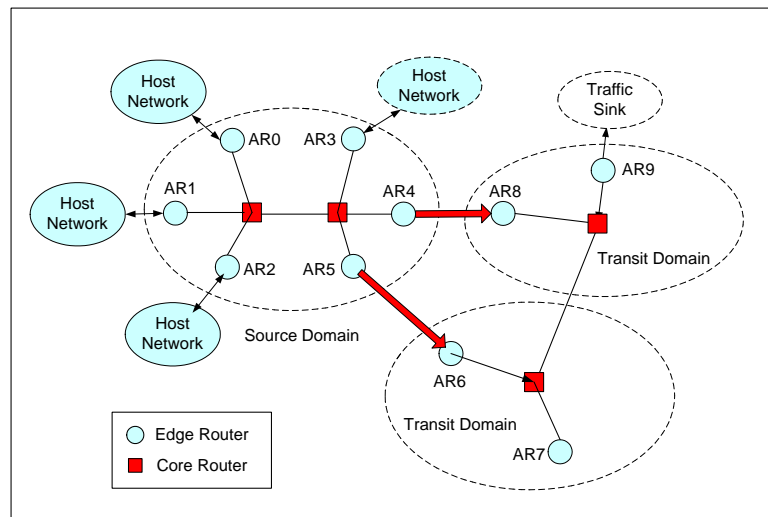 Host
Network
Host
Network
Traffic
Sink
AR0
AR3
AR9
AR1
AR4
AR8
Host
Network
AR2
AR5
Transit Domain
Host
Network
Source Domain
AR6
Transit Domain
AR7
Edge Router
Core Router